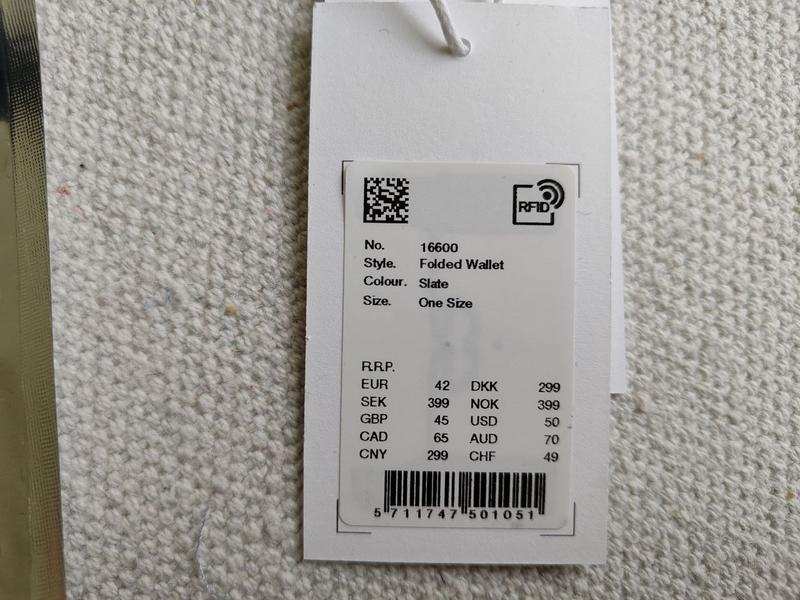 RFID
No. 16600
Style. Folded Wallet
Colour. Slate
Size. One Size
R.R.P.
EUR 42 DKK 299
SEK 399 NOK 399
GBP 45 USD 50
CAD 65 AUD 70
CNY 299 CHF 49
5 711747 501051